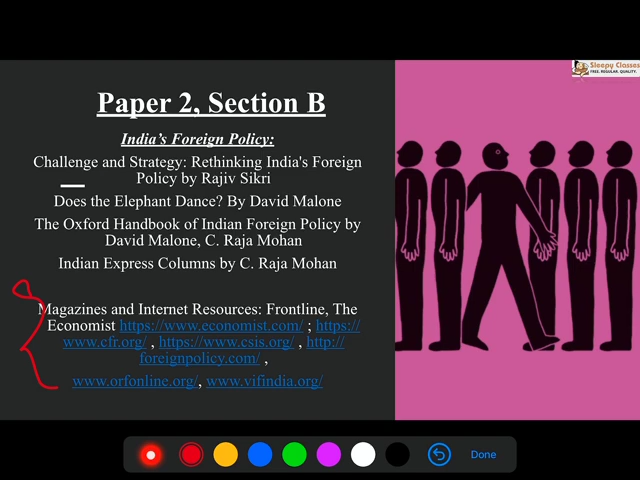 Sleepy Classes
FREE. REGULAR. QUALITY.
Paper 2, Section B
India's Foreign Policy:
Challenge and Strategy: Rethinking India's Foreign
Policy by Rajiv Sikri
Does the Elephant Dance? By David Malone
The Oxford Handbook of Indian Foreign Policy by
David Malone, C. Raja Mohan
Indian Express Columns by C. Raja Mohan
Magazines and Internet Resources: Frontline, The
Economist https://www.economist.com/ ; https://
www.cfr.org/ , https://www.csis.org/ , http://
foreignpolicy.com/ ,
www.orfonline.org/, www.vifindia.org/
Done